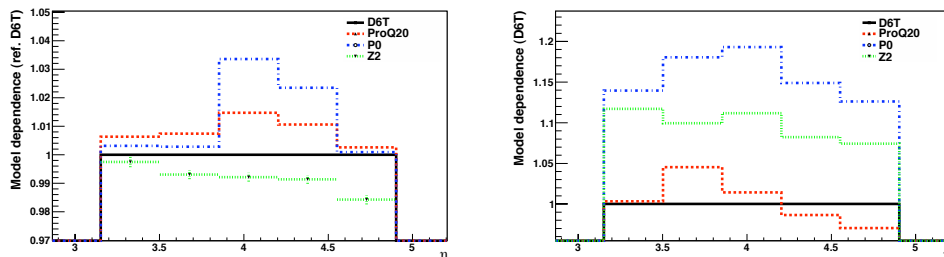 Model dependence (ref. D6T)
1.05
1.04
1.03
1.02
1.01
1
0.99
0.98
0.97
D6T
ProQ20
P0
Z2
3
3.5
4
4.5
5
η
Model dependence (D6T)
1.2
1.15
1.1
1.05
1
D6T
ProQ20
P0
Z2
3
3.5
4
4.5
5